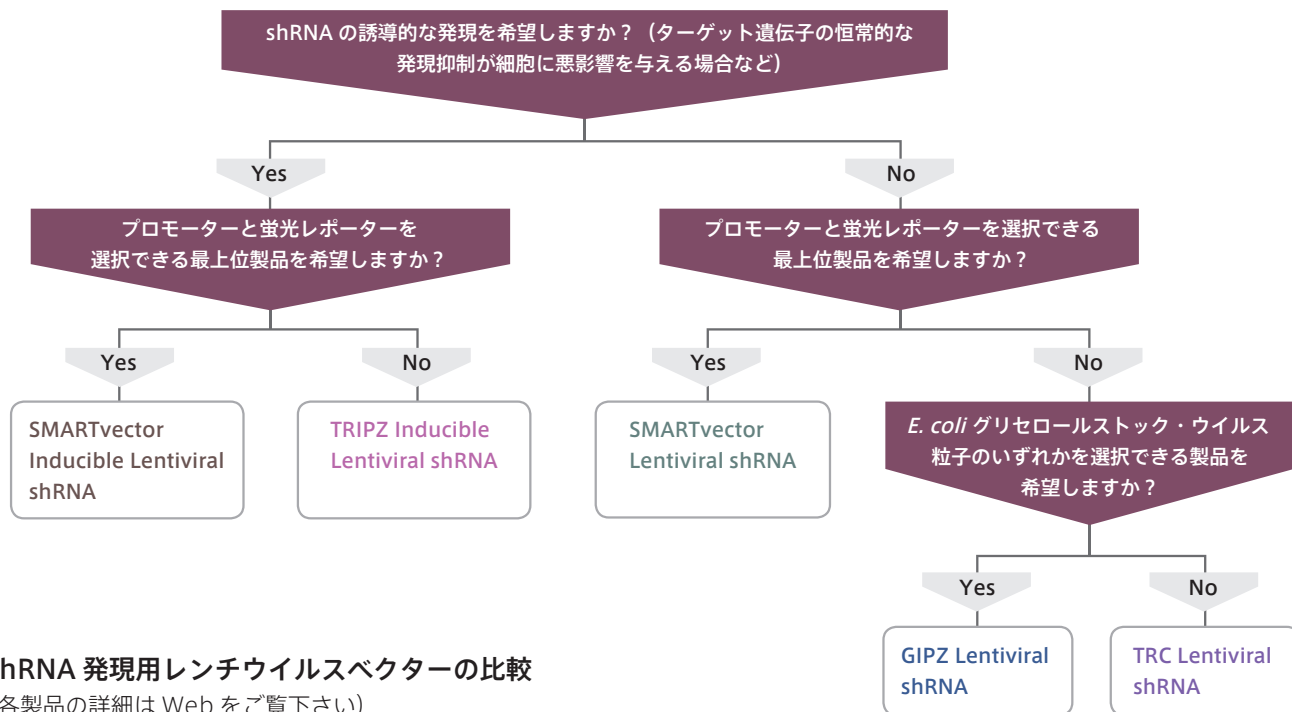 shRNA の誘導的な発現を希望しますか？（ターゲット遺伝子の恒常的な
発現抑制が細胞に悪影響を与える場合など）
Yes
No
プロモーターと蛍光レポーターを
選択できる最上位製品を希望しますか？
プロモーターと蛍光レポーターを選択できる
最上位製品を希望しますか？
Yes
No
Yes
No
SMARTvector
Inducible Lentiviral
shRNA
TRIPZ Inducible
Lentiviral shRNA
SMARTvector
Lentiviral shRNA
E. coli グリセロールストック・ウイルス
粒子のいずれかを選択できる製品を
希望しますか？
Yes
No
GIPZ Lentiviral
shRNA
TRC Lentiviral
shRNA
hRNA 発現用レンチウイルスベクターの比較
各製品の詳細は Web をご覧下さい）